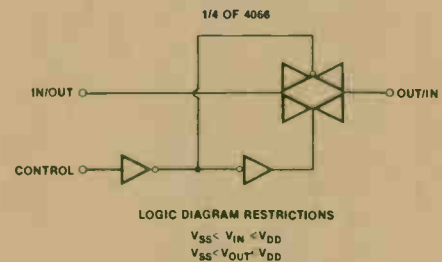 1/4 OF 4066
IN/OUT
OUT/IN
CONTROL
LOGIC DIAGRAM RESTRICTIONS
VSS< VIN <VDD
VSS<VOUT VDD